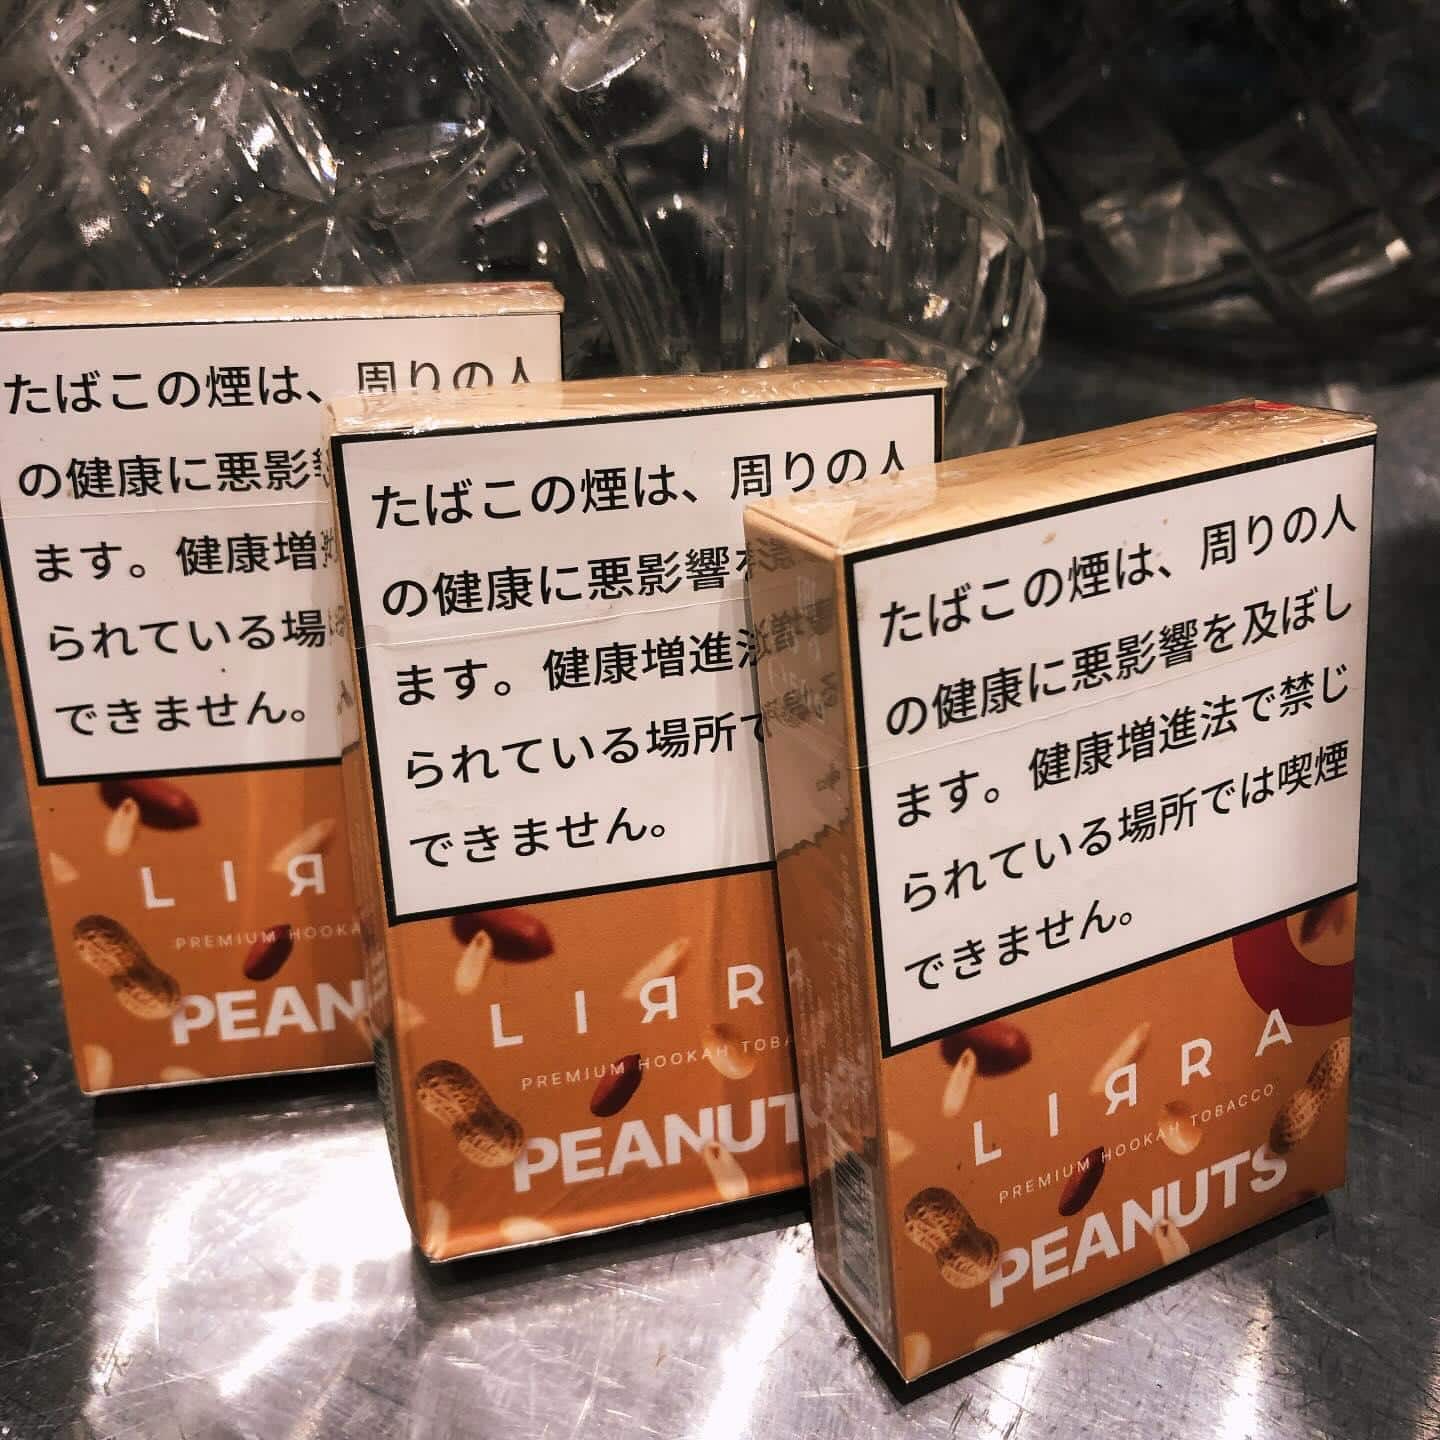 たばこの煙は、周りの人
の健康に悪影
ます。健康増
られている場
できません。
LIRR
PREMIUM HOOKA
PEAN
たばこの煙は、周りの人
の健康に悪影響を
ます。健康増進法
られている場所で
できません。
LIRR
PREMIUM HOOKAH TOBA
PEANUT
たばこの煙は、周りの人
の健康に悪影響を及ぼし
ます。健康増進法で禁じ
られている場所では喫煙
できません。
LIRRA
PREMIUM HOOKAH TOBACCO
PEANUTS